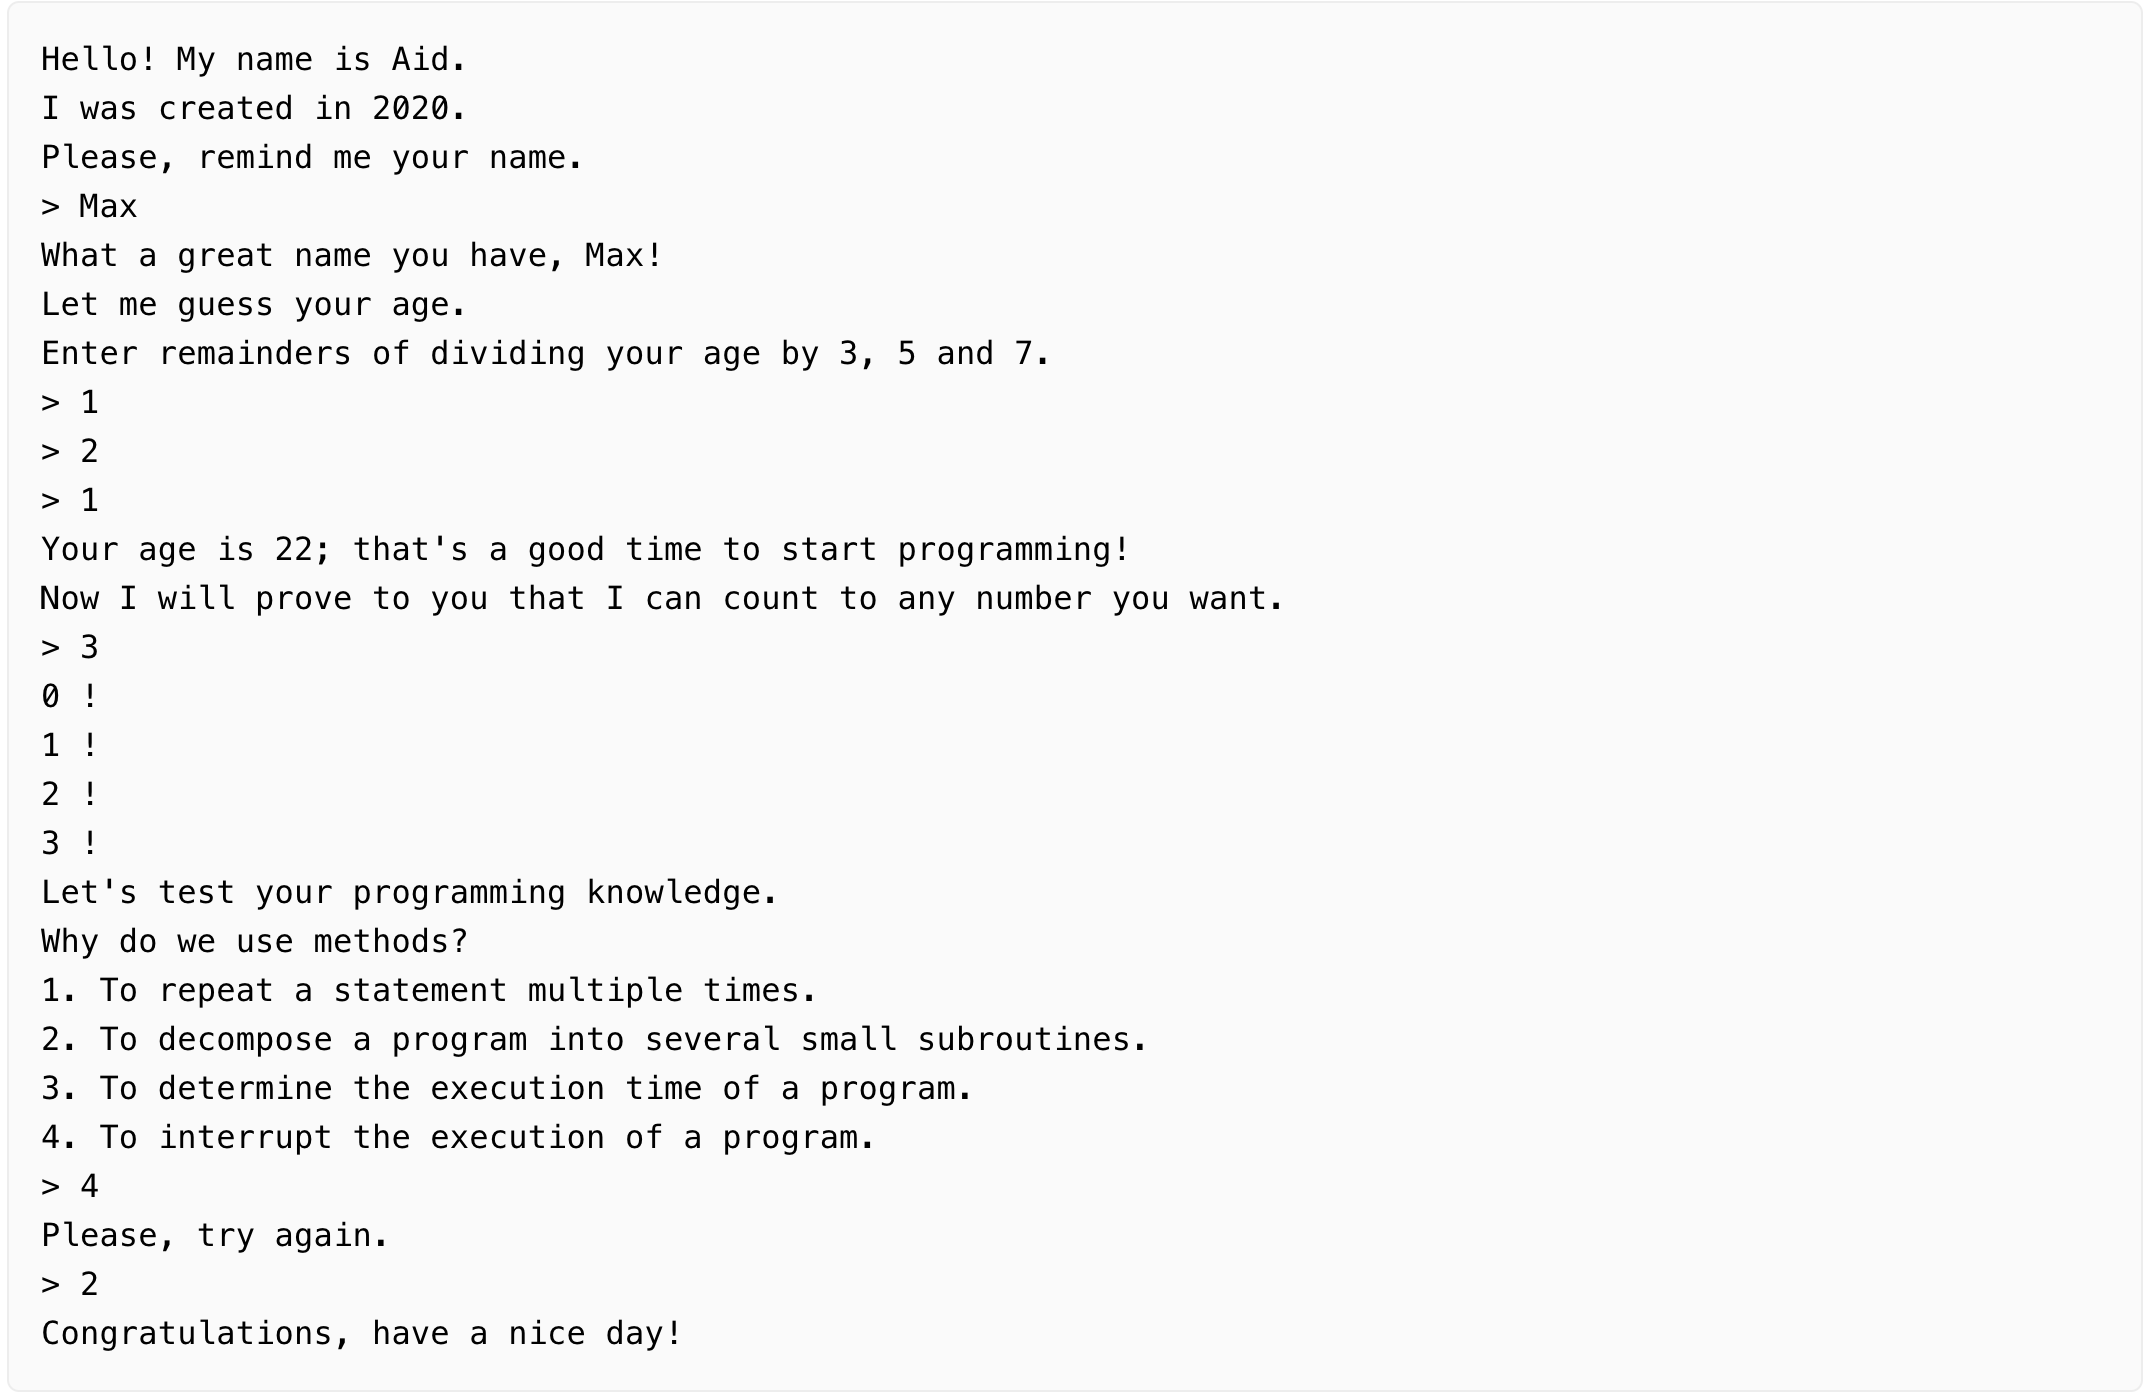 Hello! My name is Aid.
I was created in 2020.
Please, remind me your name.
> Max
What a great name you have, Max!
Let me guess your age.
Enter remainders of dividing your age by 3, 5 and 7.
> 1
> 2
> 1
Your age is 22; that's a good time to start programming!
Now I will prove to you that I can count to any number you want.
> 3
0 !
1 !
2 !
3 !
Let's test your programming knowledge.
Why do we use methods?
1. To repeat a statement multiple times.
2. To decompose a program into several small subroutines.
3. To determine the execution time of a program.
4. To interrupt the execution of a program.
> 4
Please, try again.
> 2
Congratulations, have a nice day!